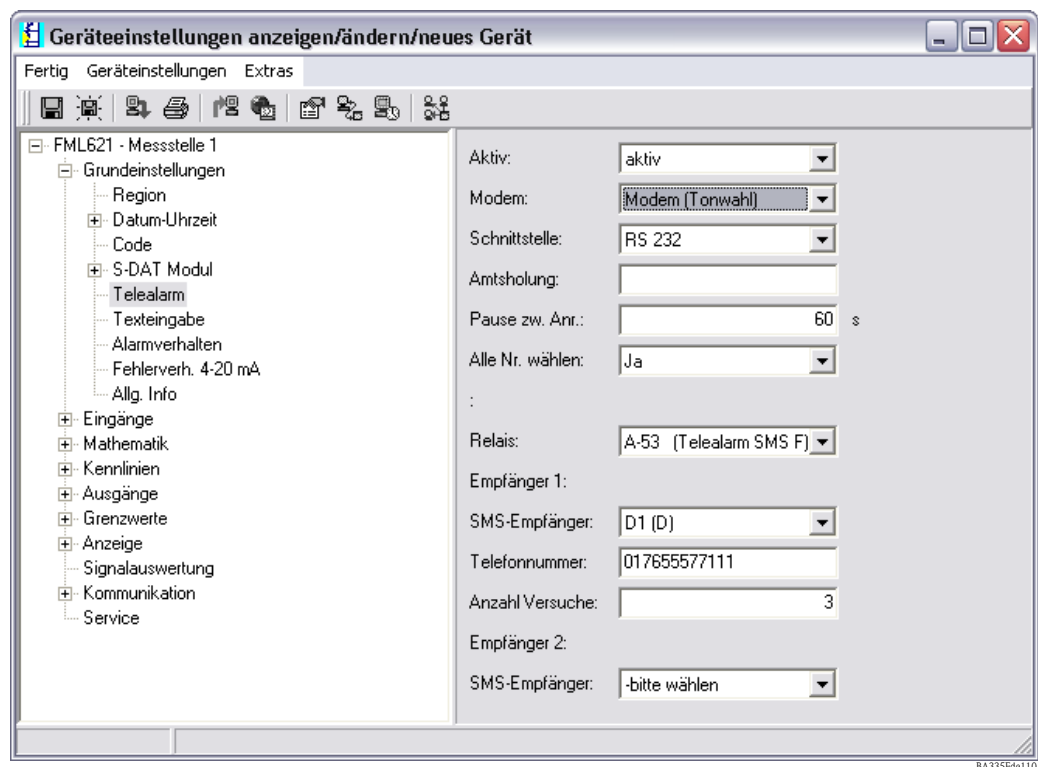 Geräteeinstellungen anzeigen/ändern/neues Gerät
Fertig Geräteinstellungen Extras
FML621 - Messstelle 1
Grundeinstellungen
Region
Datum-Uhrzeit
Code
S-DAT Modul
Telealarm
Texteingabe
Alarmverhalten
Fehlerverh. 4-20 mA
Allg. Info
Eingänge
Mathematik
Kennlinien
Ausgänge
Grenzwerte
Anzeige
Signalauswertung
Kommunikation
Service
Aktiv: aktiv
Modem: Modem (Tonwahl)
Schnittstelle: RS 232
Amtsholung:
Pause zw. Anr.: 60 s
Alle Nr. wählen: Ja
:
Relais: A-53 (Telealarm SMS F)
Empfänger 1:
SMS-Empfänger: D1 (D)
Telefonnummer: 017655577111
Anzahl Versuche: 3
Empfänger 2:
SMS-Empfänger: -bitte wählen
BA335Fde110